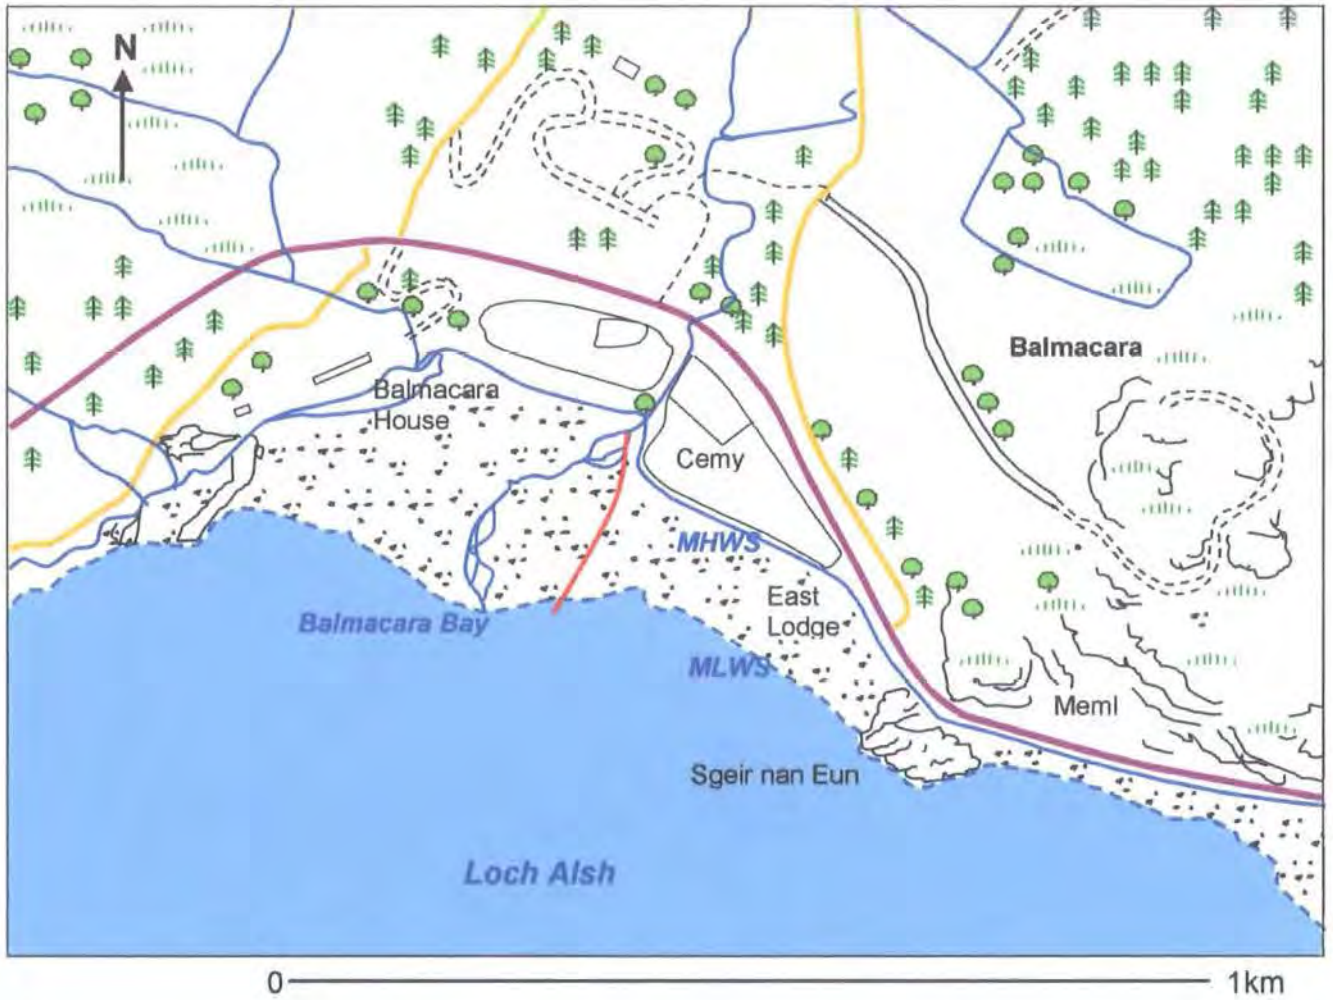 N
Balmacara
Balmacara
House
Cemy
MHWS
East
Lodge
Balmacara Bay
MLWS
Meml
Sgeir nan Eun
Loch Alsh
0
1km